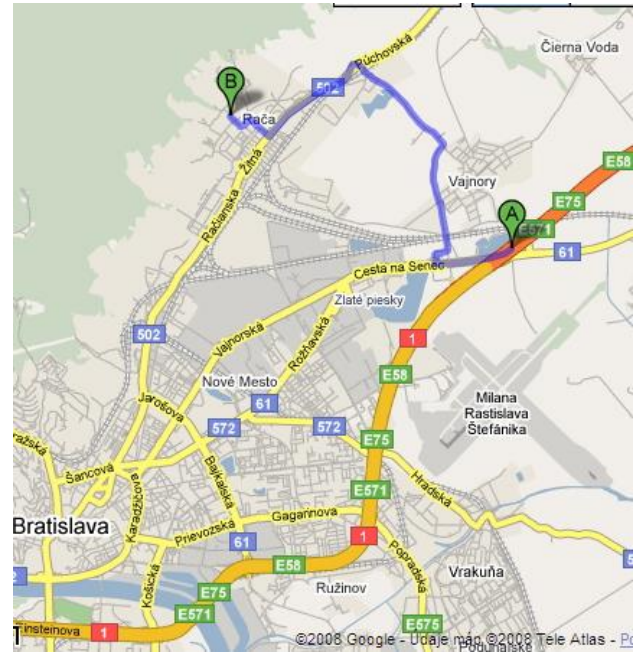 Čierna Voda
Púchovská
502
B
Rača
Žitná
Račianska
Vajnory
E58
E75
A
E571
61
Cesta na Senec
Zlaté piesky
Vajnorská
Rožňavská
1
502
E58
Nové Mesto
61
Milana
Rastislava
Štefánika
Jarošova
572
572
E75
Šancová
Bajkalská
Hradská
Karadžičova
E571
Gagarinova
Bratislava
Prievozská
61
1
Košická
E58
Popradská
Vrakuňa
E75
Ružinov
E571
Einsteinova
1
E575
©2008 Google - Údaje máp ©2008 Tele Atlas -